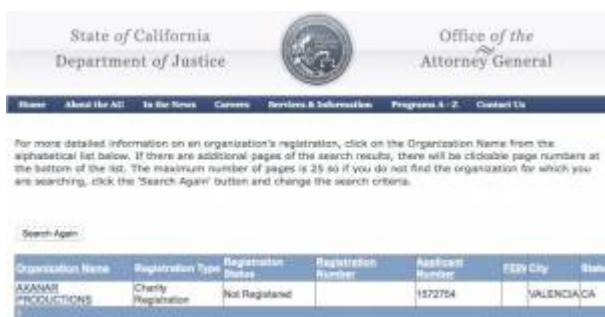 State of California
Department of Justice
Office of the
Attorney General
Home About the AG In the News Careers Services & Information Programs A - Z Contact Us
For more detailed information on an organization's registration, click on the Organization Name from the
alphabetical list below. If there are additional pages of the search results, there will be clickable page numbers at
the bottom of the list. The maximum number of pages is 25 so if you do not find the organization for which you
are searching, click the 'Search Again' button and change the search criteria.
Search Again
Organization Name Registration Type Registration Status Registration Number Applicant Number FEIN City State
AXANAR PRODUCTIONS Charity Registration Not Registered 1572754 VALENCIA CA